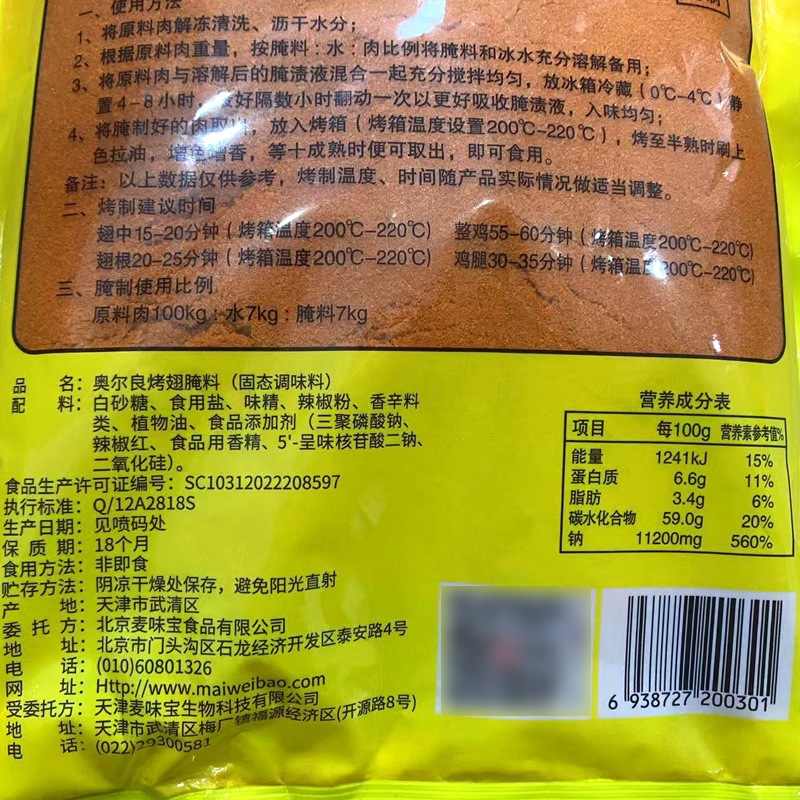 一、使用方法
1、将原料肉解冻清洗、沥干水分；
2、根据原料肉重量，按腌料：水：肉比例将腌料和冰水充分溶解备用；
3、将原料肉与溶解后的腌渍液混合一起充分搅拌均匀，放冰箱冷藏（0℃-4℃）静
置4-8小时，最好隔数小时翻动一次以更好吸收腌渍液，入味均匀；
4、将腌制好的肉取出，放入烤箱（烤箱温度设置200℃-220℃），烤至半熟时刷上
色拉油，增色增香，等十成熟时便可取出，即可食用。
备注：以上数据仅供参考，烤制温度、时间随产品实际情况做适当调整。
二、烤制建议时间
翅中15-20分钟（烤箱温度200℃-220℃） 整鸡55-60分钟（烤箱温度200℃-220℃）
翅根20-25分钟（烤箱温度200℃-220℃） 鸡腿30-35分钟（烤箱温度200℃-220℃）
三、腌制使用比例
原料肉100kg：水7kg：腌料7kg
品 名：奥尔良烤翅腌料（固态调味料）
配 料：白砂糖、食用盐、味精、辣椒粉、香辛料
类、植物油、食品添加剂（三聚磷酸钠、
辣椒红、食品用香精、5'-呈味核苷酸二钠、
二氧化硅）。
食品生产许可证编号：SC10312022208597
执行标准：Q/12A2818S
生产日期：见喷码处
保 质 期：18个月
食用方法：非即食
贮存方法：阴凉干燥处保存，避免阳光直射
产 地：天津市武清区
委 托 方：北京麦味宝食品有限公司
地 址：北京市门头沟区石龙经济开发区泰安路4号
电 话：(010)60801326
网 址：Http://www.maiweibao.com
受委托方：天津麦味宝生物科技有限公司
地 址：天津市武清区梅厂镇福源经济区(开源路8号)
电 话：(022)29300581
营养成分表
项目 每100g 营养素参考值%
能量 1241kJ 15%
蛋白质 6.6g 11%
脂肪 3.4g 6%
碳水化合物 59.0g 20%
钠 11200mg 560%
6 938727 200301